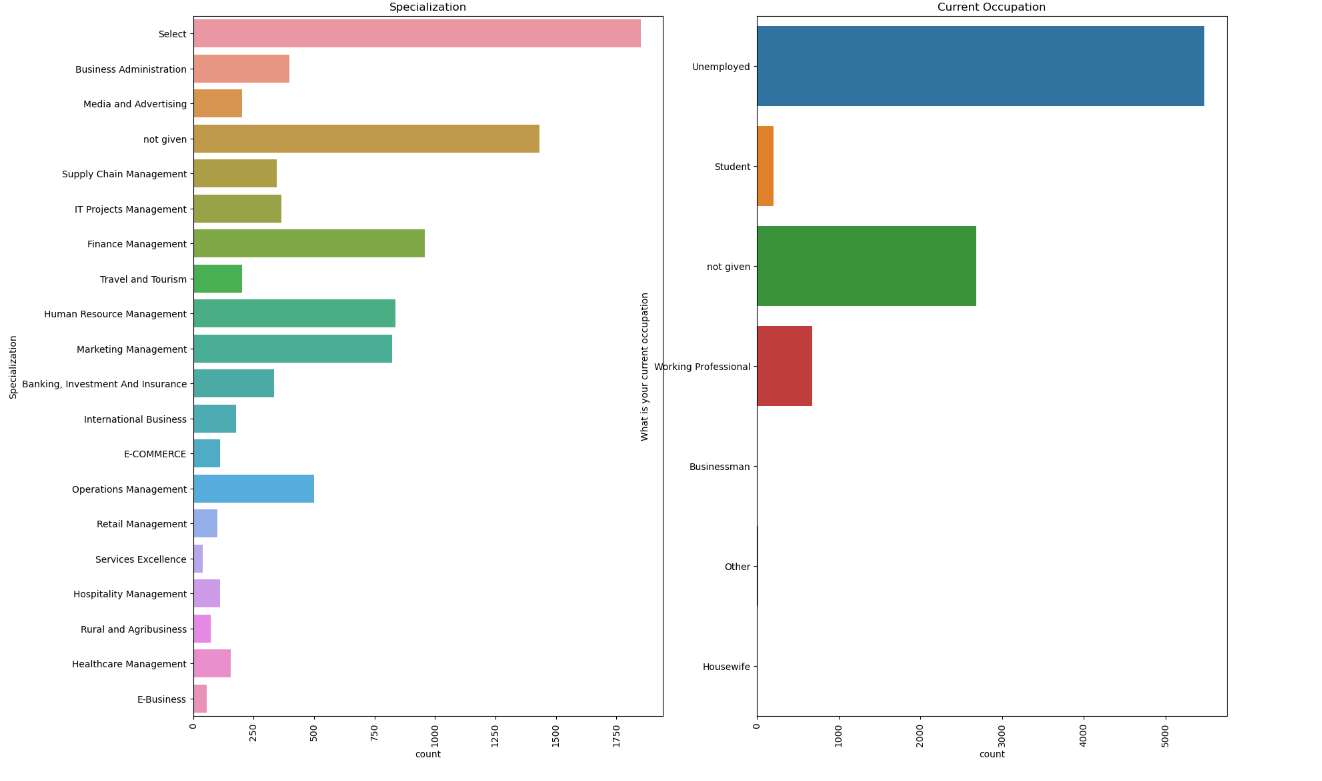 Specialization
Select
Business Administration
Media and Advertising
not given
Supply Chain Management
IT Projects Management
Finance Management
Travel and Tourism
Human Resource Management
Marketing Management
Banking, Investment And Insurance
International Business
E-COMMERCE
Operations Management
Retail Management
Services Excellence
Hospitality Management
Rural and Agribusiness
Healthcare Management
E-Business
Specialization
0
250
500
750
1000
1250
1500
1750
count
Current Occupation
Unemployed
Student
not given
Working Professional
Businessman
Other
Housewife
What is your current occupation
0
1000
2000
3000
4000
5000
count